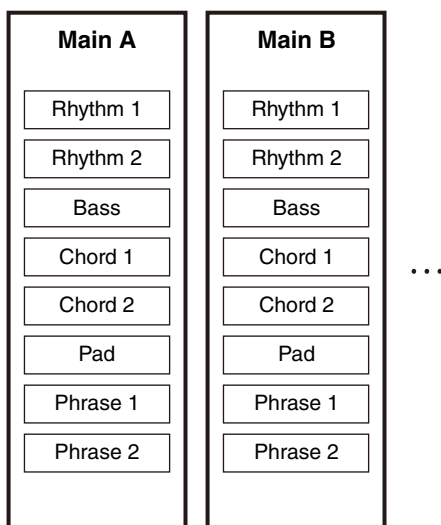 Main A
Rhythm 1
Rhythm 2
Bass
Chord 1
Chord 2
Pad
Phrase 1
Phrase 2
Main B
Rhythm 1
Rhythm 2
Bass
Chord 1
Chord 2
Pad
Phrase 1
Phrase 2
...